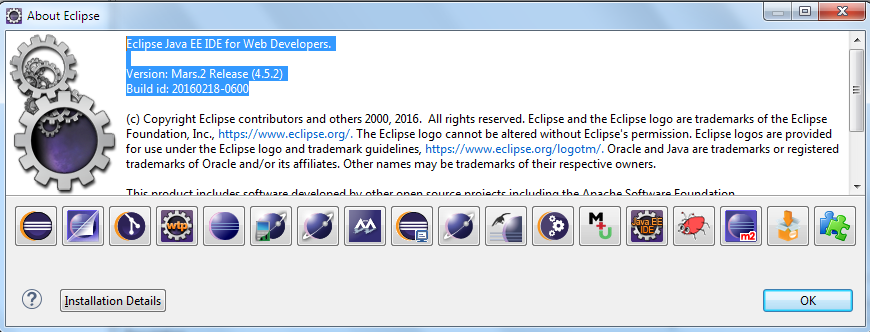 About Eclipse
Eclipse Java EE IDE for Web Developers.
Version: Mars.2 Release (4.5.2)
Build id: 20160218-0600
(c) Copyright Eclipse contributors and others 2000, 2016.  All rights reserved. Eclipse and the Eclipse logo are trademarks of the Eclipse
Foundation, Inc., https://www.eclipse.org/. The Eclipse logo cannot be altered without Eclipse's permission. Eclipse logos are provided
for use under the Eclipse logo and trademark guidelines, https://www.eclipse.org/logotm/. Oracle and Java are trademarks or registered
trademarks of Oracle and/or its affiliates. Other names may be trademarks of their respective owners.
This product includes software developed by other open source projects including the Apache Software Foundation
wtp
M+U
Java EE
IDE
m2
Installation Details
OK